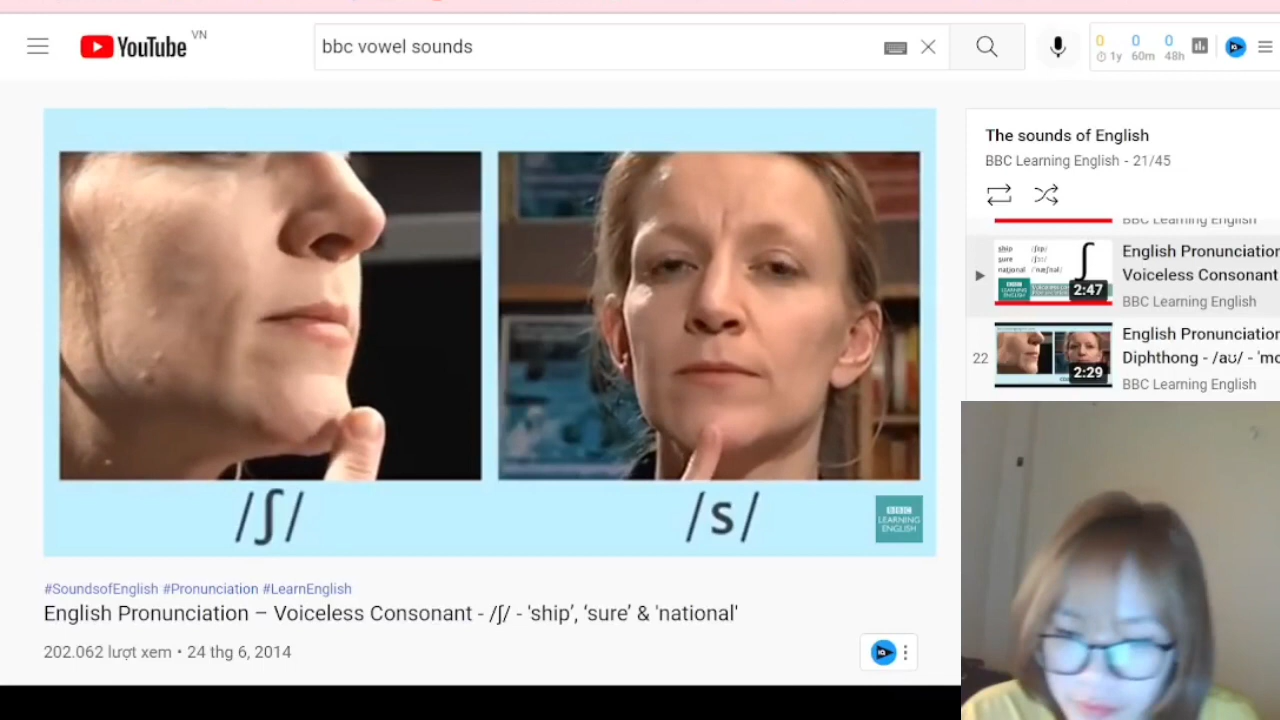 YouTube VN
bbc vowel sounds
0 0 0
1y 60m 48h
/ʃ/
/s/
BBC
LEARNING
ENGLISH
#SoundsofEnglish #Pronunciation #LearnEnglish
English Pronunciation – Voiceless Consonant - /ʃ/ - 'ship', 'sure' & 'national'
202.062 lượt xem • 24 thg 6, 2014
The sounds of English
BBC Learning English - 21/45
BBC Learning English
ship /ʃɪp/
sure
national
ʃ
BBC
LEARNING
ENGLISH
2:47
English Pronunciation
Voiceless Consonant
BBC Learning English
22
2:29
English Pronunciation
Diphthong - /aʊ/ -
BBC Learning English